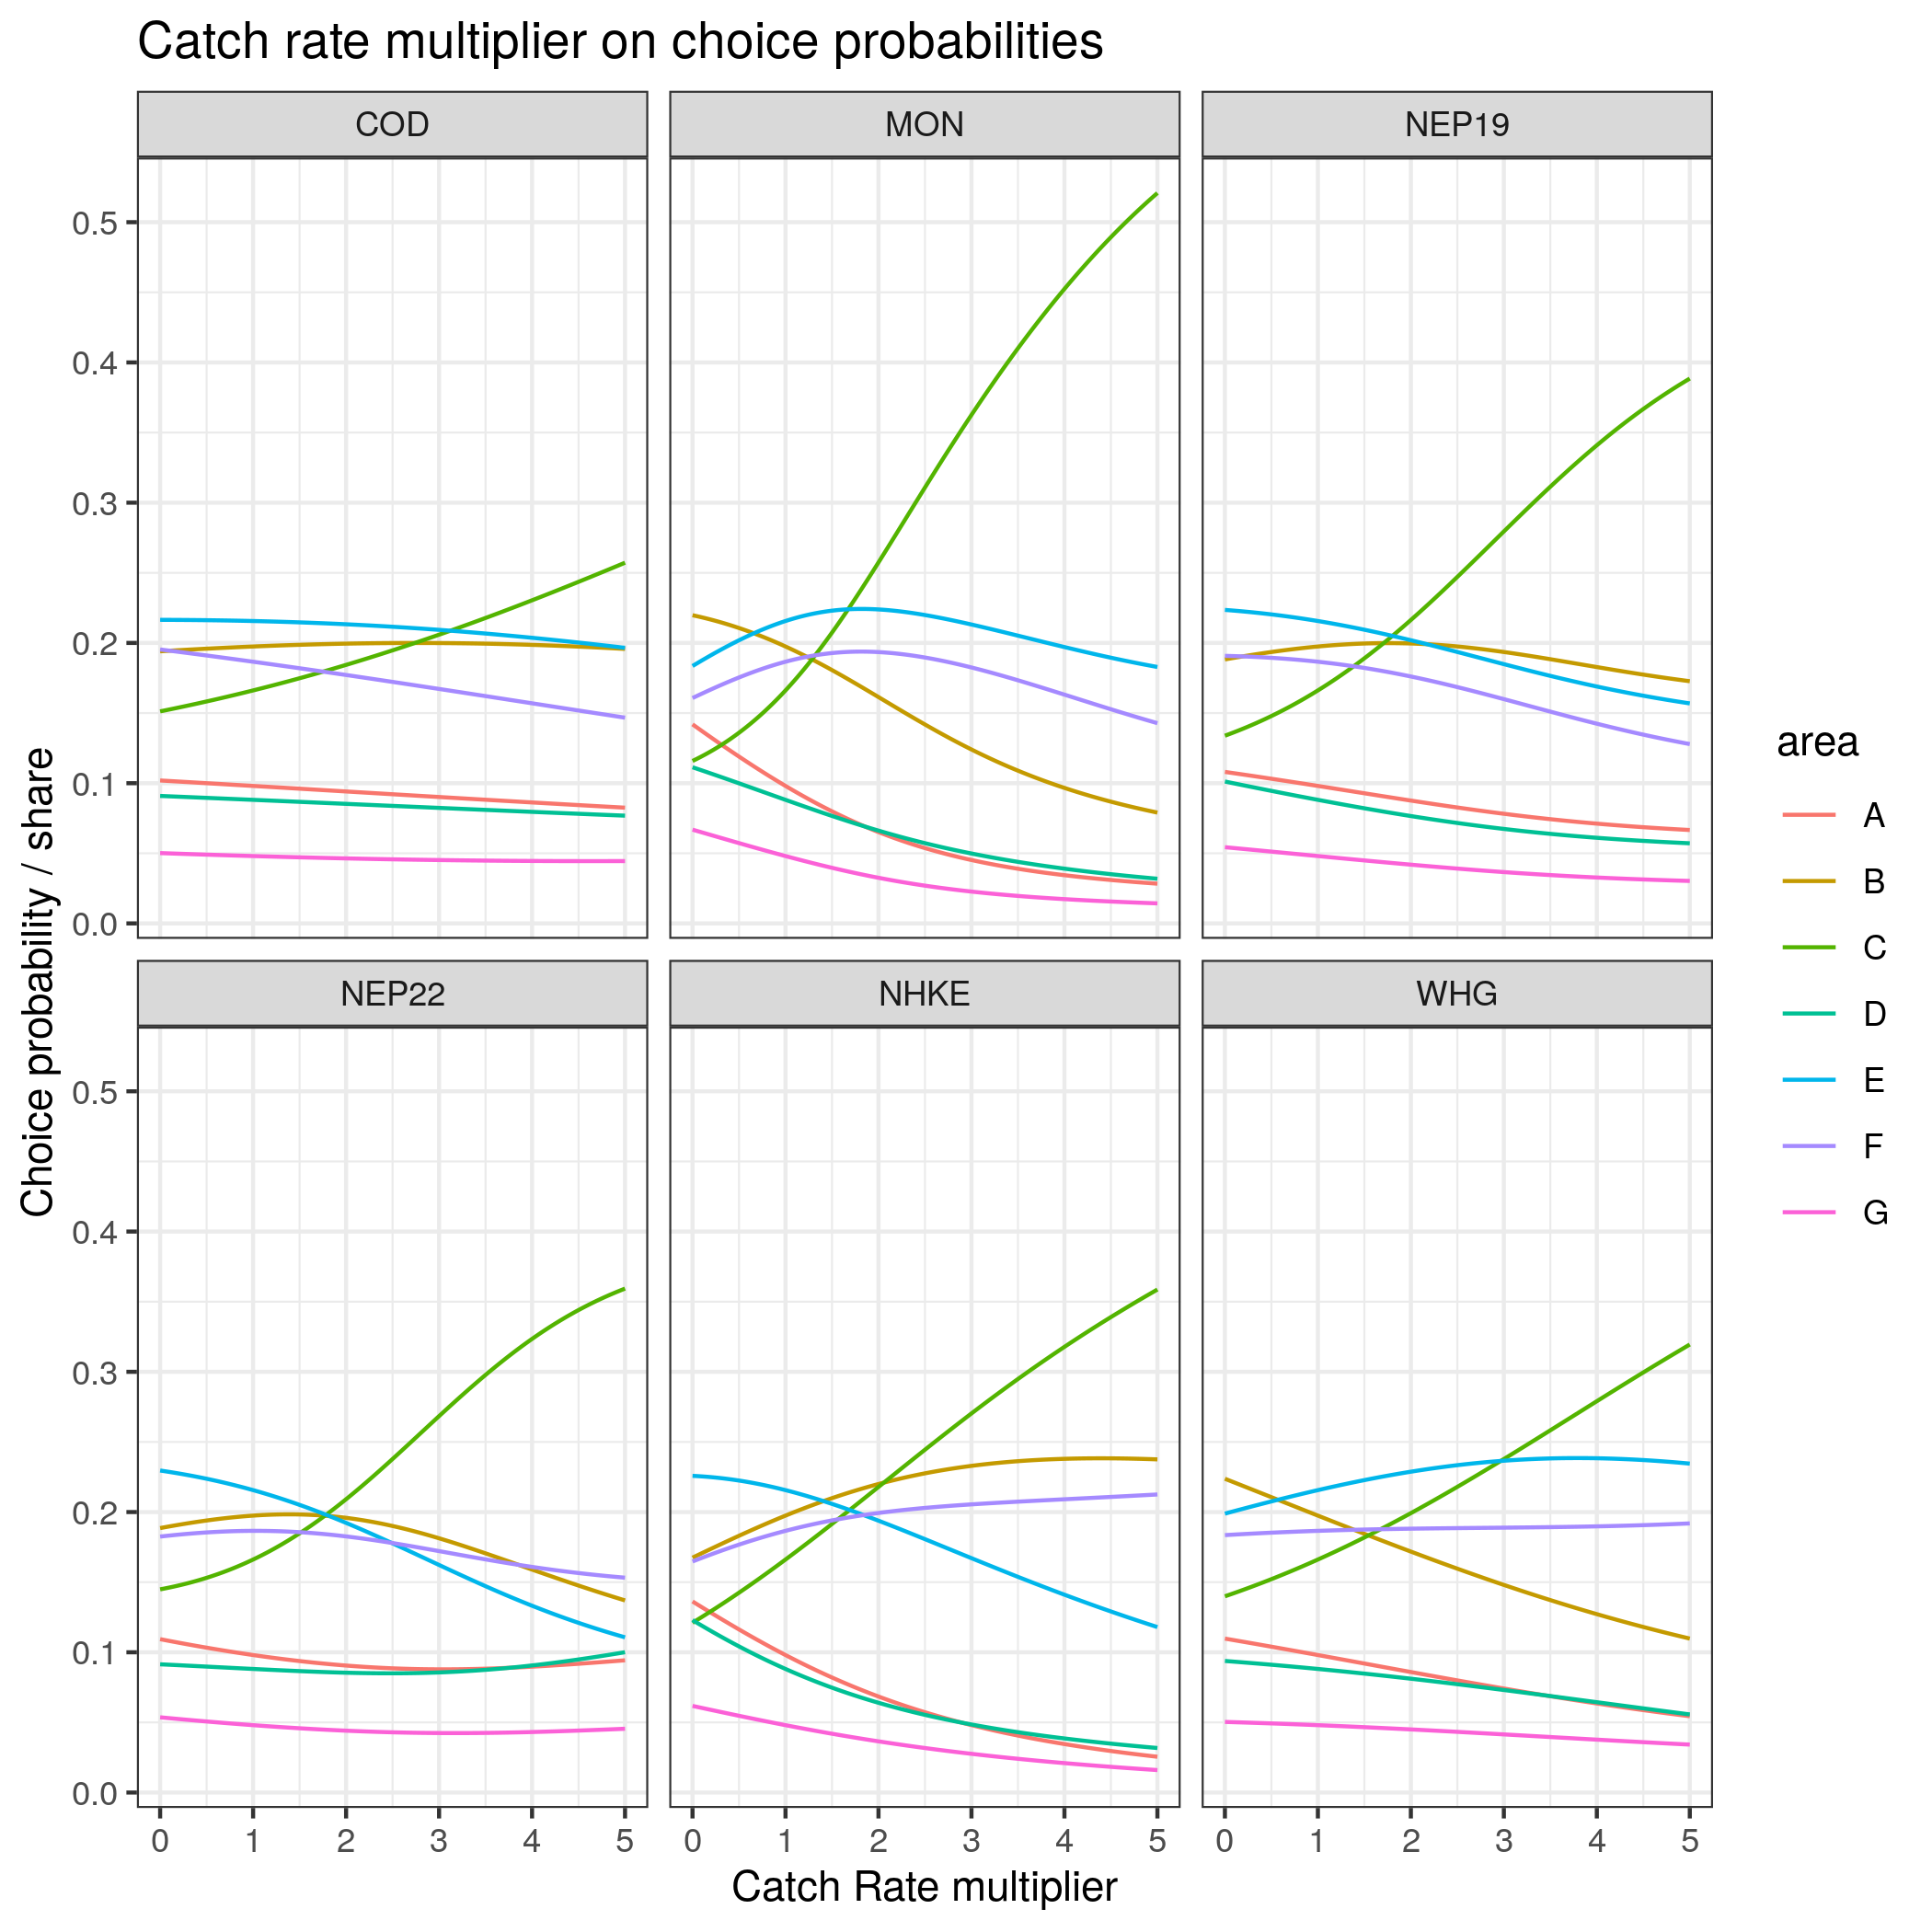 Catch rate multiplier on choice probabilities
COD MON NEP19
0.5
0.4
0.3
0.2
0.1
0.0
NEP22 NHKE WHG
0.5
0.4
0.3
0.2
0.1
0.0
0 1 2 3 4 5 0 1 2 3 4 5 0 1 2 3 4 5
Catch Rate multiplier
Choice probability / share
area
A
B
C
D
E
F
G